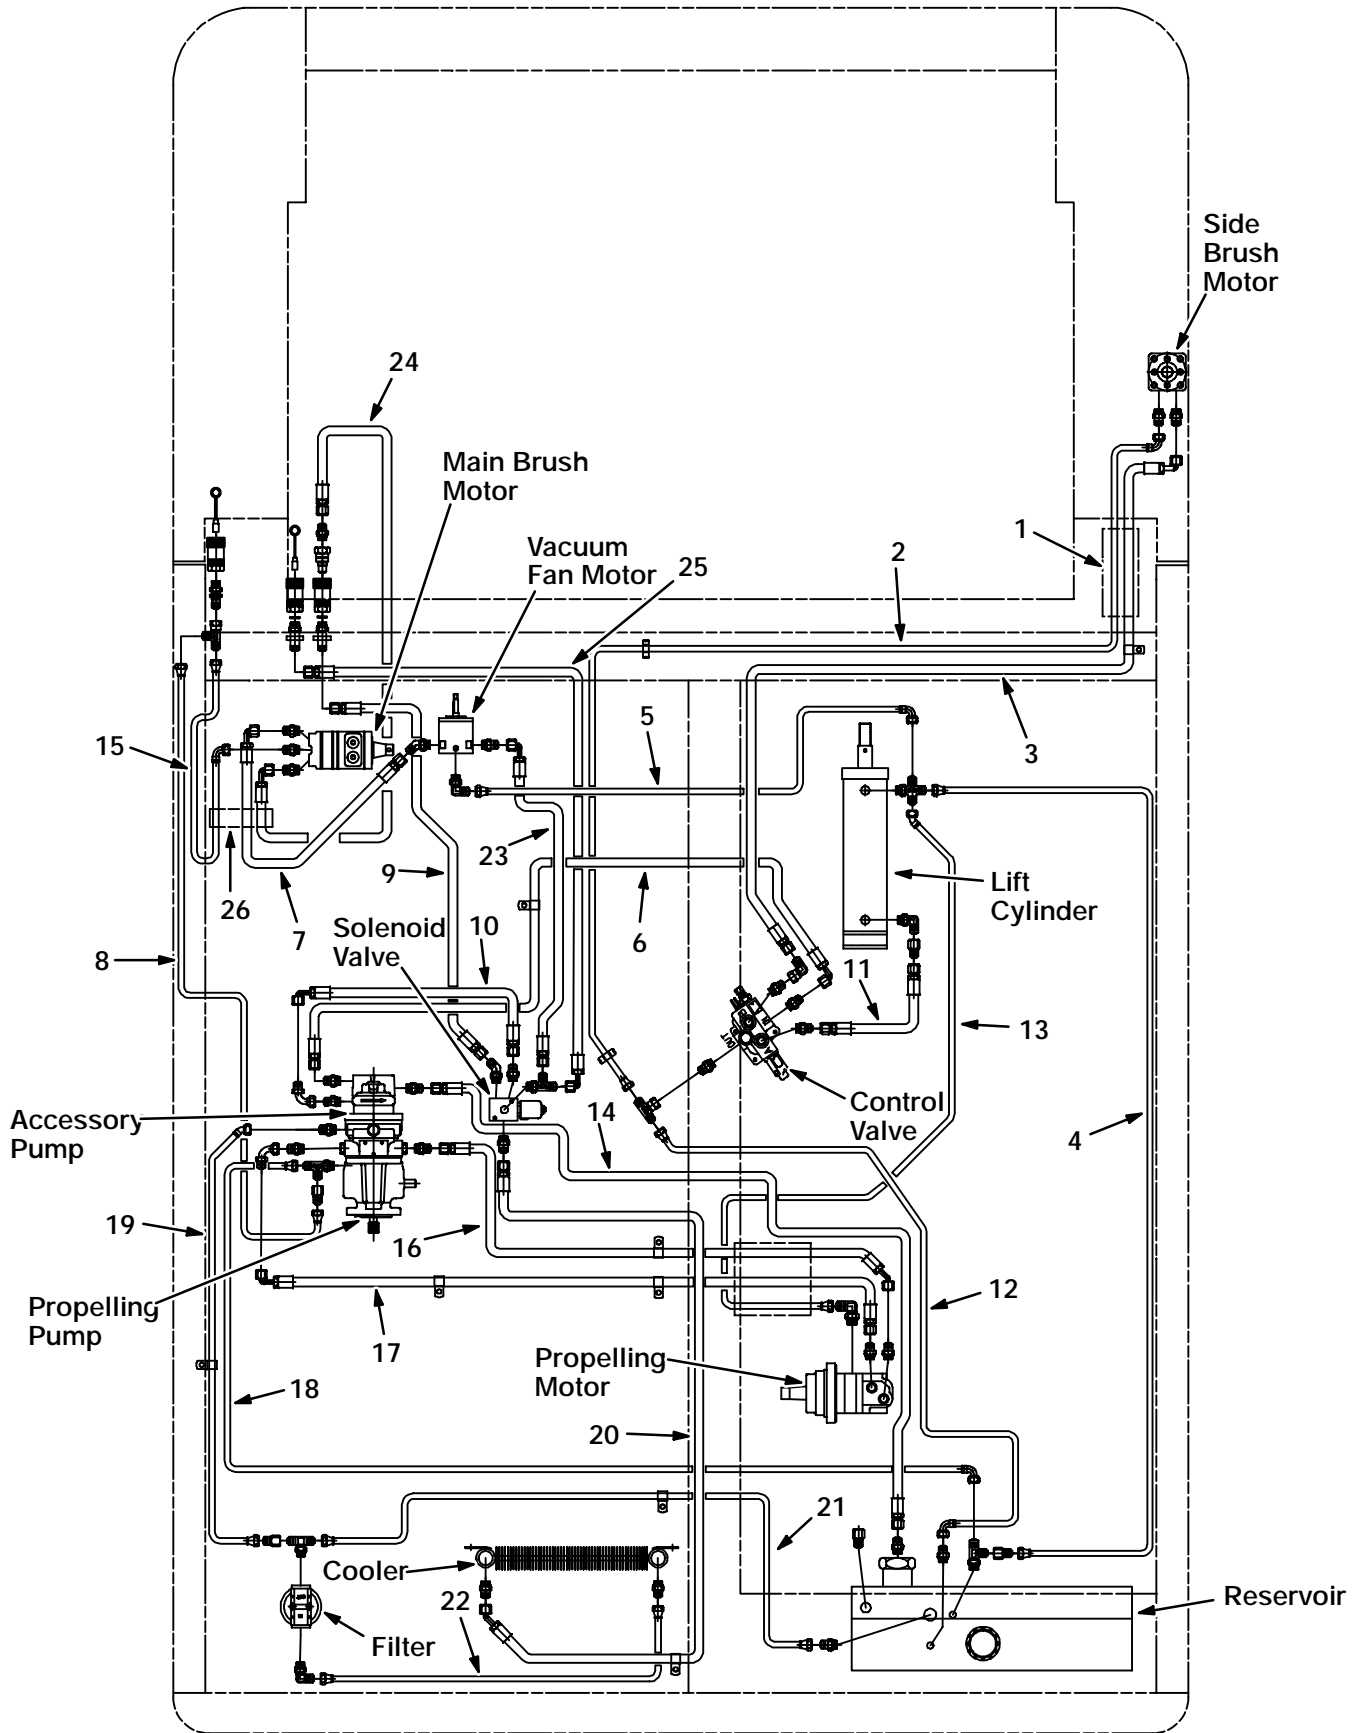 Side
Brush
Motor
24
Main Brush
Motor
1
Vacuum
Fan Motor
25
2
3
5
15
23
9
Lift
Cylinder
26
7
6
10
Solenoid
Valve
8
11
13
OUT
Control
Valve
14
4
Accessory
Pump
19
16
12
Propelling
Pump
17
Propelling
Motor
18
20
21
Cooler
22
Reservoir
Filter